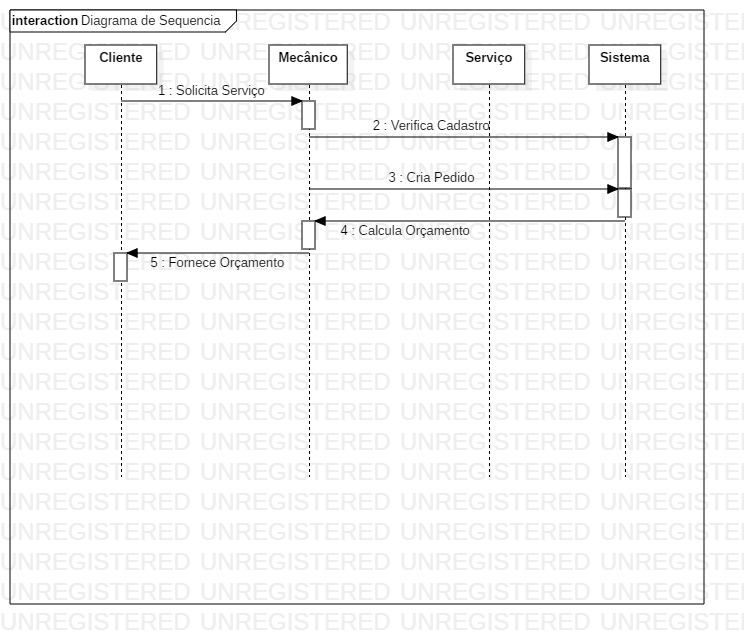 interaction Diagrama de Sequencia
Cliente Mecânico Serviço Sistema
1 : Solicita Serviço
2 : Verifica Cadastro
3 : Cria Pedido
4 : Calcula Orçamento
5 : Fornece Orçamento
UNREGISTERED UNREGISTERED UNREGISTERED